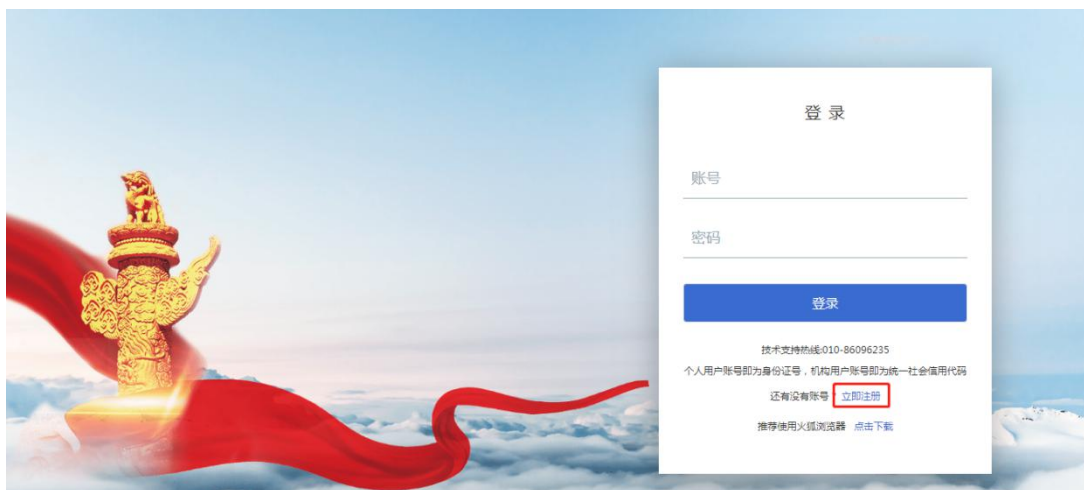 登 录
账号
密码
登录
技术支持热线:010-86096235
个人用户账号即为身份证号，机构用户账号即为统一社会信用代码
还有没有账号？立即注册
推荐使用火狐浏览器 点击下载